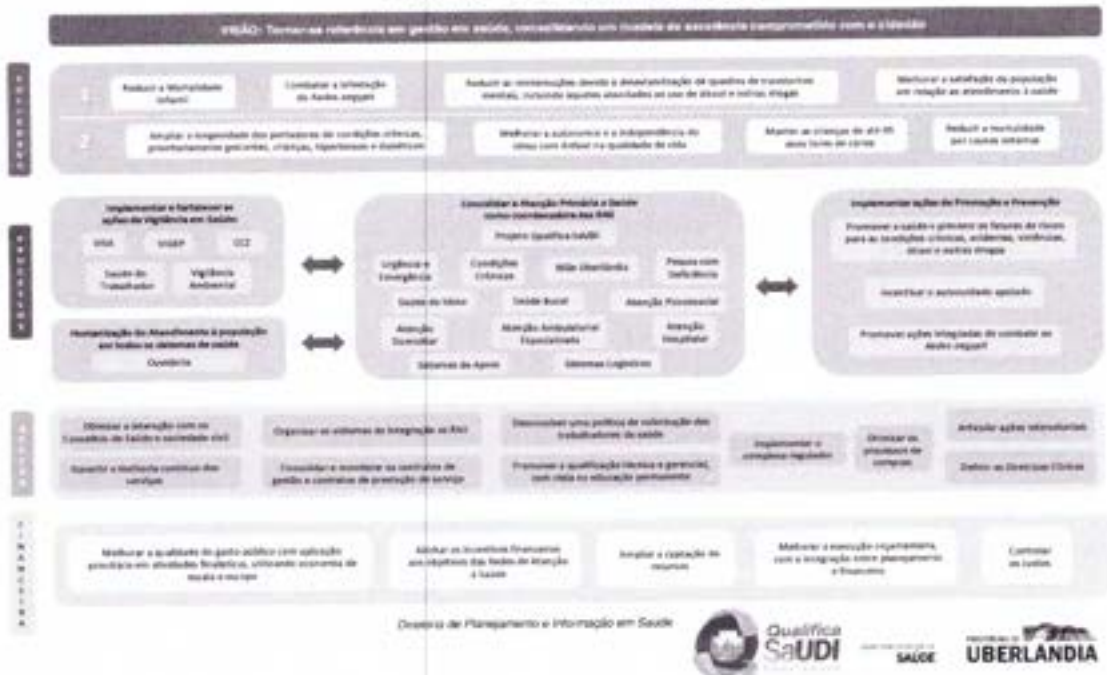 VISÃO: Tornar-se referência em gestão em saúde, consolidando um modelo de excelência comprometido com o cidadão
SOCIEDADE
1
Reduzir a Mortalidade
Infantil
Combater a infestação
do Aedes aegypti
Reduzir as reinternações devido a desestabilização de quadros de transtornos
mentais, incluindo aqueles associados ao uso de álcool e outras drogas
Melhorar a satisfação da população
em relação ao atendimento à saúde
2
Ampliar a longevidade dos portadores de condições crônicas,
prioritariamente gestantes, crianças, hipertensos e diabéticos
Melhorar a autonomia e a independência do
idoso com ênfase na qualidade de vida
Manter as crianças de até 05
anos livres de cárie
Reduzir a mortalidade
por causas externas
PROCESSOS
Implementar e fortalecer as
ações de Vigilância em Saúde
VISA
VIGEP
CCZ
Saúde do
Trabalhador
Vigilância
Ambiental
Humanização do Atendimento à população
em todos os sistemas de saúde
Ouvidoria
Consolidar a Atenção Primária à Saúde
como coordenadora das RAS
Projeto Qualifica SaUDI
Urgência e
Emergência
Condições
Crônicas
Mãe Uberlândia
Pessoa com
Deficiência
Saúde do Idoso
Saúde Bucal
Atenção Psicossocial
Atenção
Domiciliar
Atenção Ambulatorial
Especializada
Atenção
Hospitalar
Sistemas de Apoio
Sistemas Logísticos
Implementar ações de Promoção e Prevenção
Promover a saúde e prevenir os fatores de riscos
para as condições crônicas, acidentes, violências,
álcool e outras drogas
Incentivar o autocuidado apoiado
Promover ações integradas de combate ao
Aedes aegypti
Otimizar a interação com os
Conselhos de Saúde e sociedade civil
Organizar os sistemas de integração as RAS
Desenvolver uma política de valorização dos
trabalhadores da saúde
Implementar o
complexo regulador
Otimizar os
processos de
compras
Articular ações intersetoriais
Garantir a melhoria contínua dos
serviços
Consolidar e monitorar os contratos de
gestão e contratos de prestação de serviço
Promover a qualificação técnica e gerencial,
com vista na educação permanente
Definir as Diretrizes Clínicas
FINANCEIRA
Melhorar a qualidade do gasto público com aplicação
prioritária em atividades finalísticas, utilizando economia de
escala e escopo
Alinhar os incentivos financeiros
aos objetivos das Redes de Atenção
à Saúde
Ampliar a captação de
recursos
Melhorar a execução orçamentária,
com a integração entre planejamento
e financeiro
Controlar
os custos
Diretoria de Planejamento e Informação em Saúde
Qualifica
SaUDI
SAÚDE
PREFEITURA DE
UBERLÂNDIA